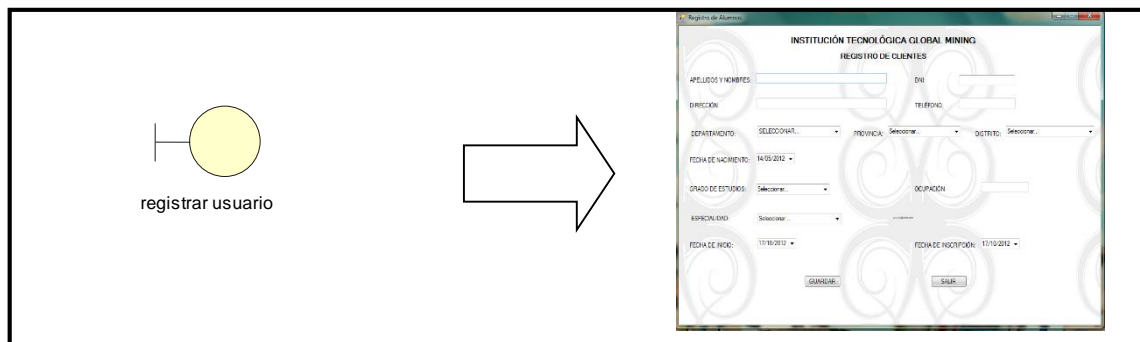 Registro de Alumnos
INSTITUCIÓN TECNOLÓGICA GLOBAL MINING
REGISTRO DE CLIENTES
APELLIDOS Y NOMBRES: DNI:
DIRECCIÓN: TELÉFONO:
DEPARTAMENTO: SELECCIONAR... PROVINCIA: Seleccionar... DISTRITO: Seleccionar...
FECHA DE NACIMIENTO: 14/05/2012
registrar usuario
GRADO DE ESTUDIOS: Seleccionar... OCUPACIÓN
ESPECIALIDAD: Seleccionar...
FECHA DE INICIO: 17/10/2012 FECHA DE INSCRIPCIÓN: 17/10/2012
GUARDAR SALIR